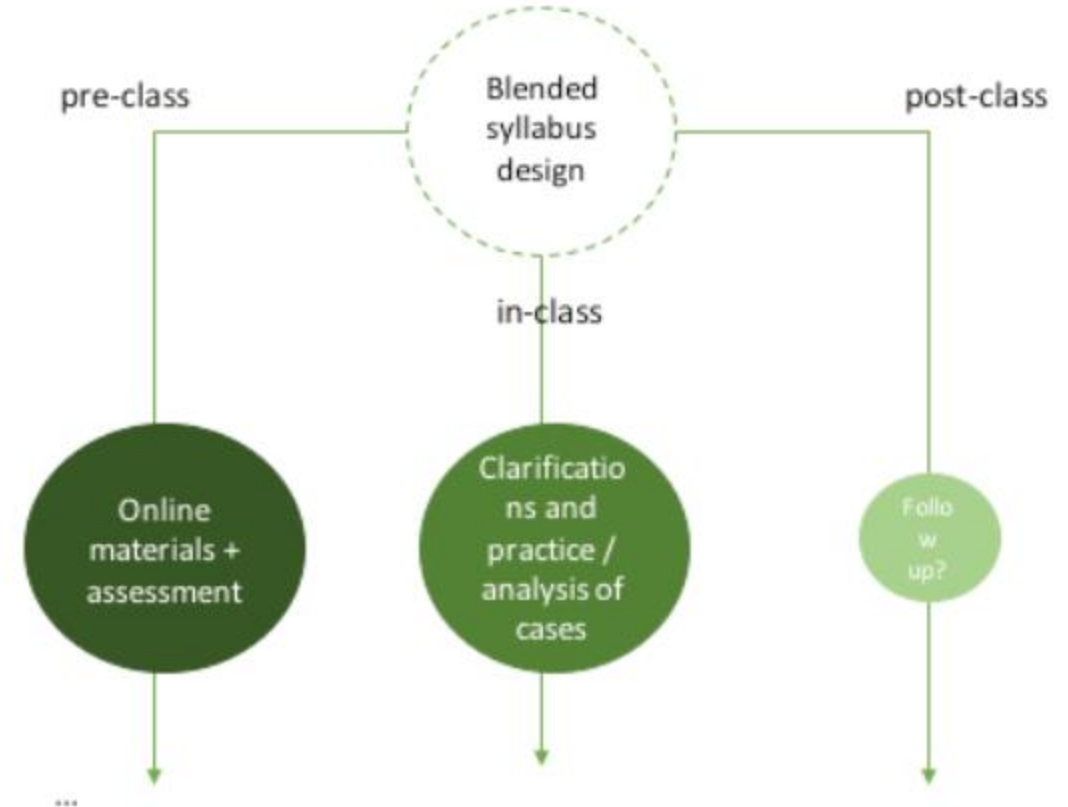 Blended
syllabus
design
pre-class
post-class
in-class
Online
materials +
assessment
Clarificatio
ns and
practice /
analysis of
cases
Follo
w
up?
...